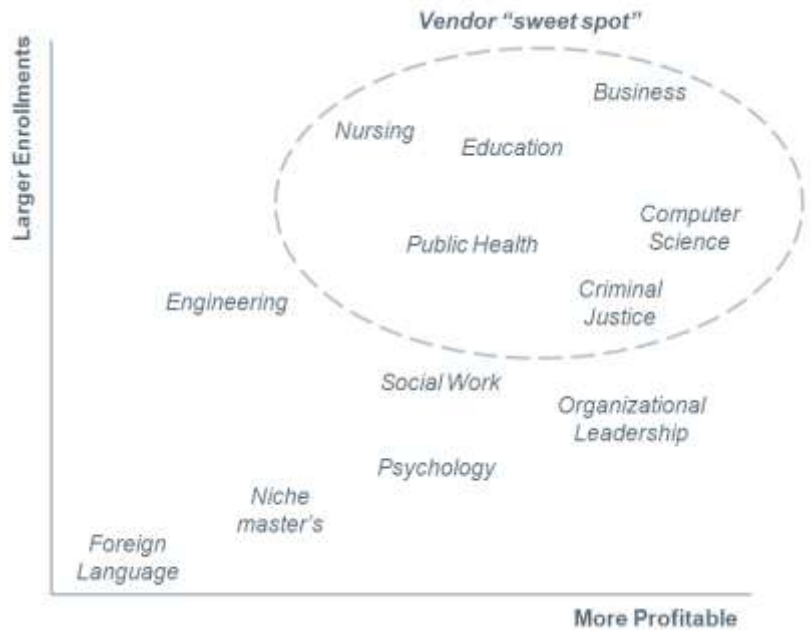 Vendor “sweet spot”
Larger Enrollments
Business
Nursing
Education
Computer
Science
Public Health
Criminal
Justice
Engineering
Social Work
Organizational
Leadership
Psychology
Niche
master’s
Foreign
Language
More Profitable